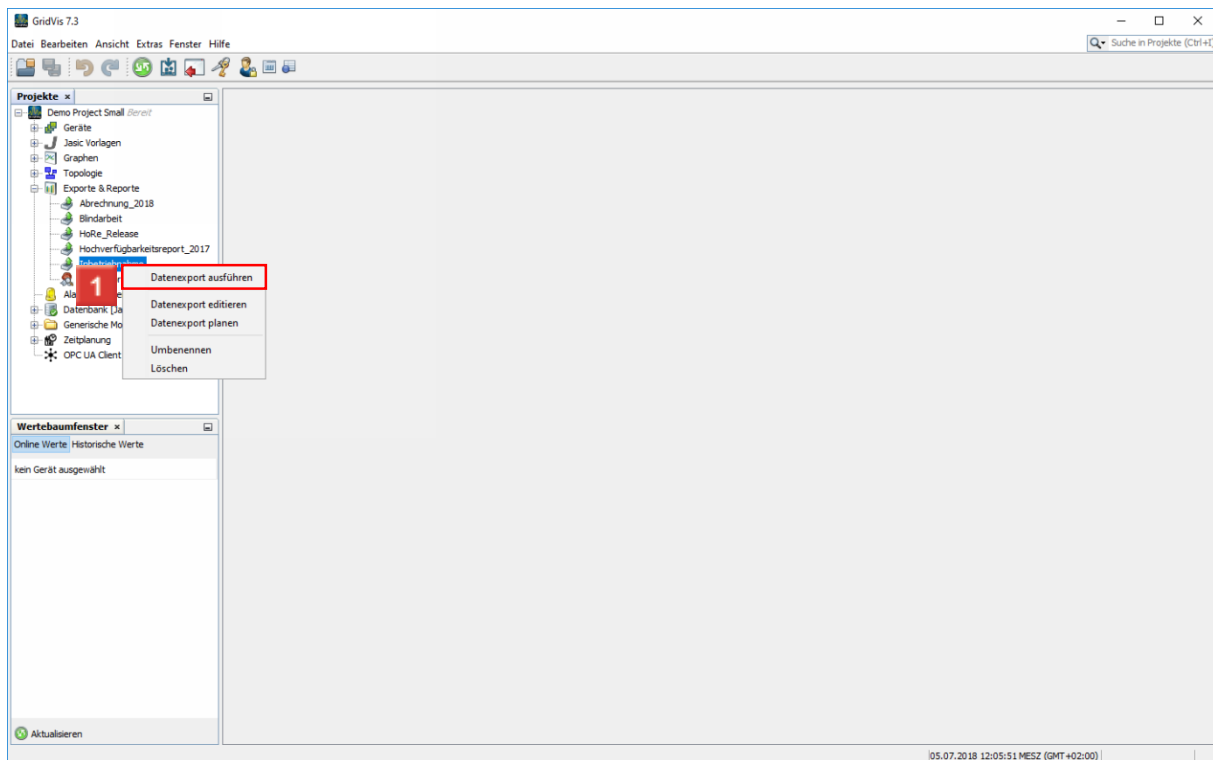 GridVis 7.3
Datei Bearbeiten Ansicht Extras Fenster Hilfe
Suche in Projekte (Ctrl+I)
Projekte ×
Demo Project Small Bereit
Geräte
Jasic Vorlagen
Graphen
Topologie
Exporte & Reporte
Abrechnung_2018
Blindarbeit
HoRe_Release
Hochverfügbarkeitsreport_2017
1
Datenexport ausführen
Datenexport editieren
Datenexport planen
Umbenennen
Löschen
Ala
Datenbank [Ja
Generische Mo
Zeitplanung
OPC UA Client
Wertebaumfenster ×
Online Werte Historische Werte
kein Gerät ausgewählt
Aktualisieren
05.07.2018 12:05:51 MESZ (GMT+02:00)